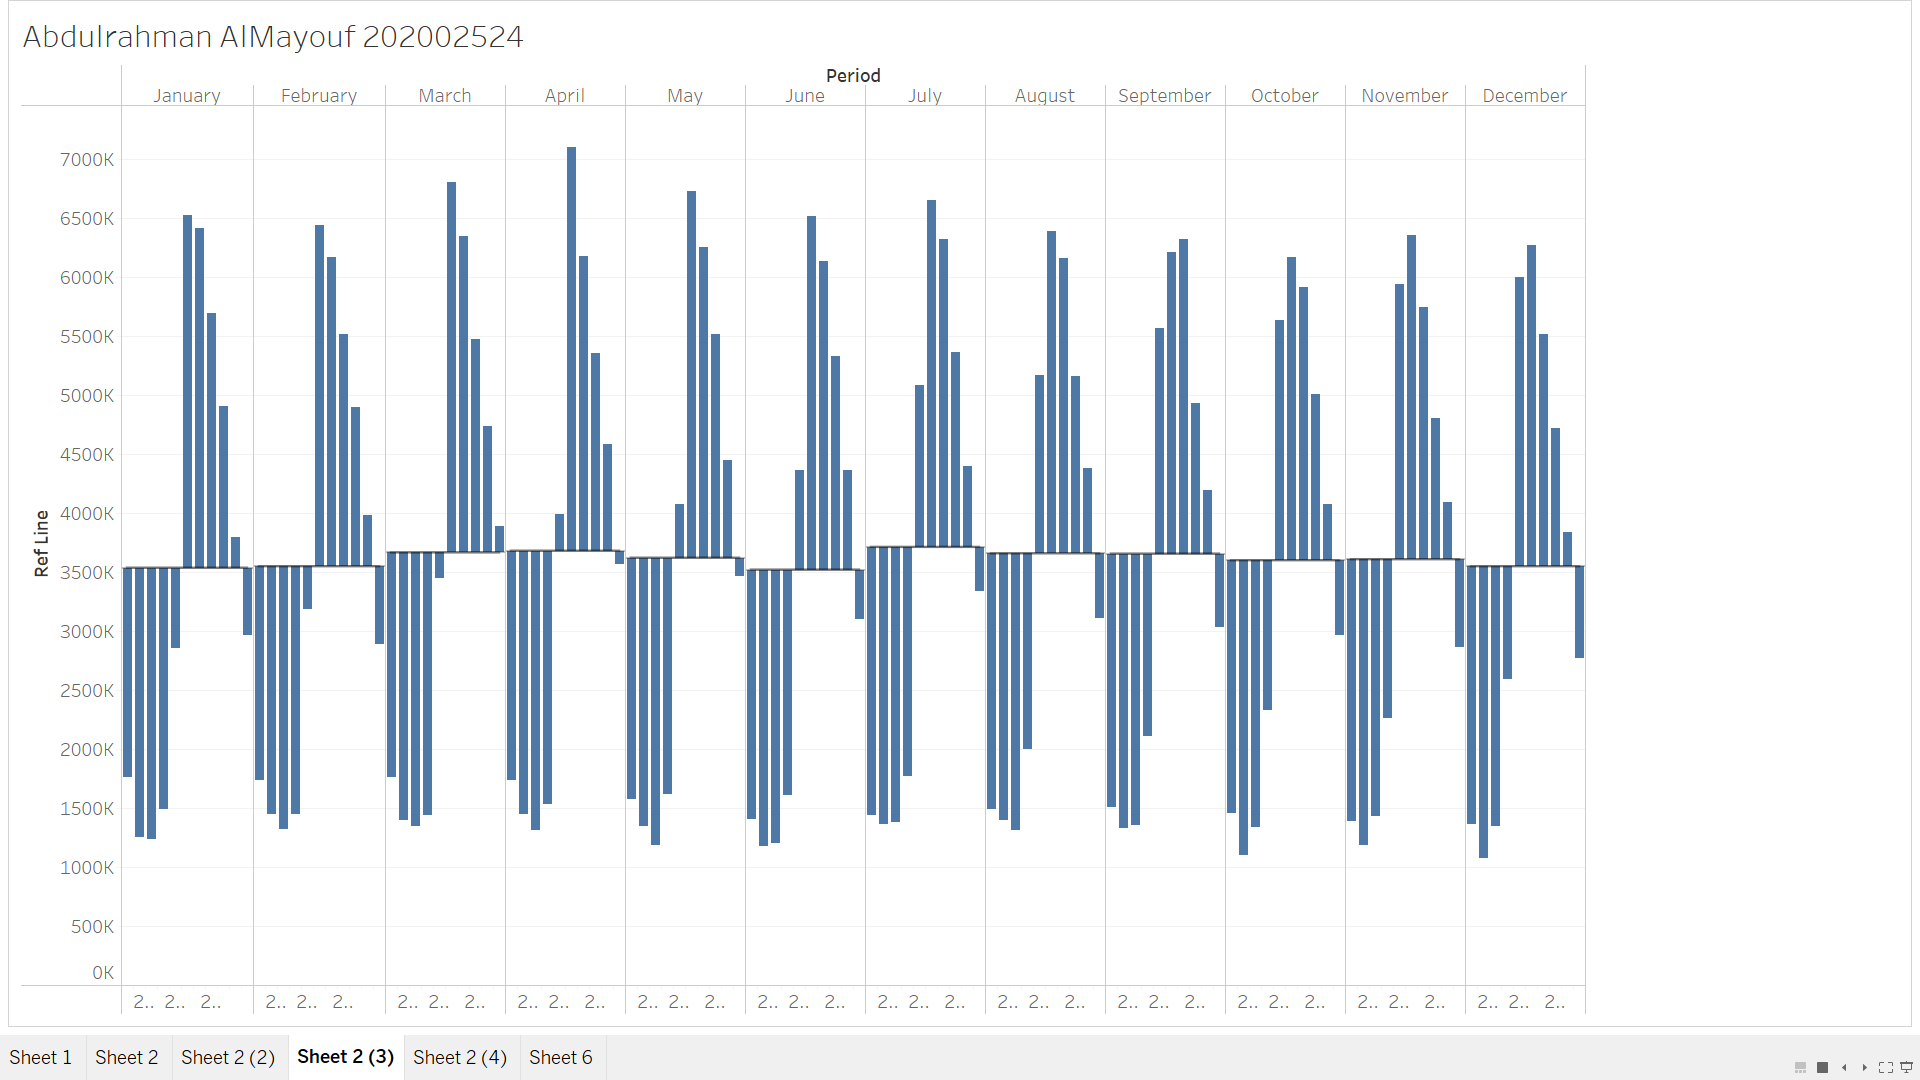 Abdulrahman AlMayouf 202002524
Period
January February March April May June July August September October November December
7000K
6500K
6000K
5500K
5000K
4500K
4000K
3500K
3000K
2500K
2000K
1500K
1000K
500K
0K
Ref Line
2.. 2.. 2.. 2.. 2.. 2.. 2.. 2.. 2.. 2.. 2.. 2.. 2.. 2.. 2.. 2.. 2.. 2.. 2.. 2.. 2.. 2.. 2.. 2.. 2.. 2.. 2.. 2.. 2.. 2.. 2.. 2.. 2.. 2.. 2.. 2..
Sheet 1 Sheet 2 Sheet 2 (2) Sheet 2 (3) Sheet 2 (4) Sheet 6